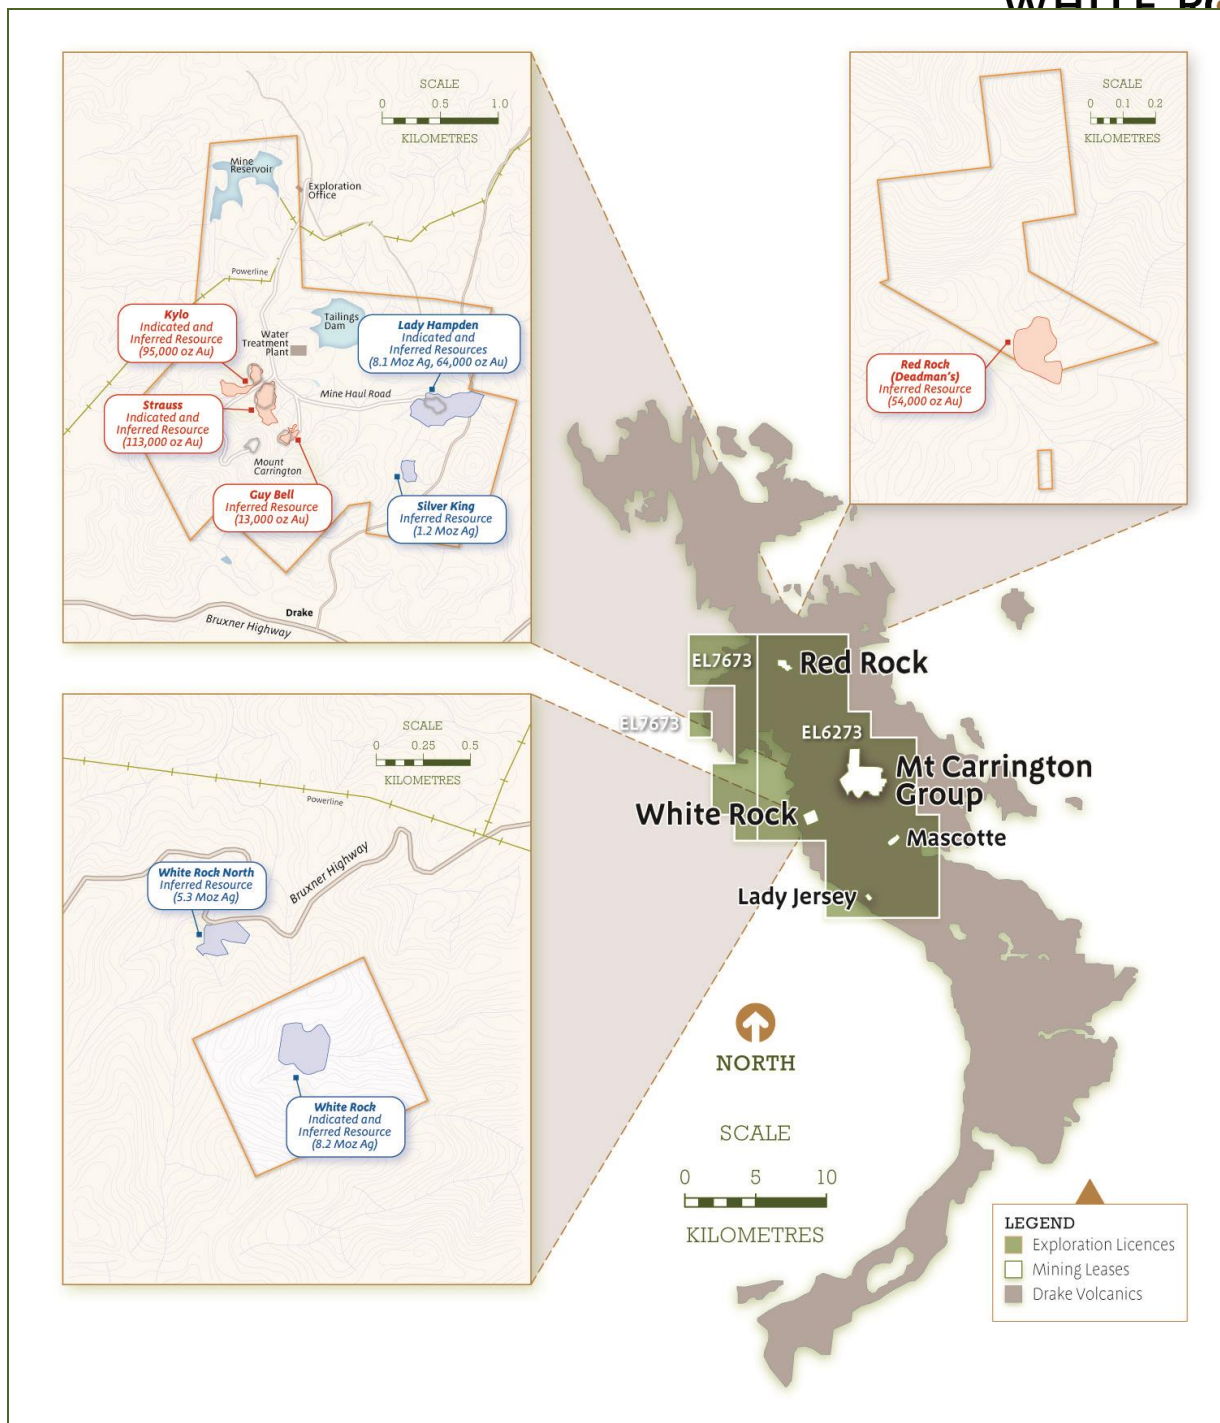 SCALE
0 0.5 1.0
KILOMETRES
Mine
Reservoir
Exploration
Office
Powerline
Kylo
Indicated and
Inferred Resource
(95,000 oz Au)
Water
Treatment
Plant
Tailings
Dam
Lady Hampden
Indicated and
Inferred Resources
(8.1 Moz Ag, 64,000 oz Au)
Mine Haul Road
Strauss
Indicated and
Inferred Resource
(113,000 oz Au)
Mount
Carrington
Guy Bell
Inferred Resource
(13,000 oz Au)
Silver King
Inferred Resource
(1.2 Moz Ag)
Drake
Bruxner Highway
SCALE
0 0.1 0.2
KILOMETRES
Red Rock
(Deadman's)
Inferred Resource
(54,000 oz Au)
SCALE
0 0.25 0.5
KILOMETRES
Powerline
Bruxner Highway
White Rock North
Inferred Resource
(5.3 Moz Ag)
White Rock
Indicated and
Inferred Resource
(8.2 Moz Ag)
EL7673
Red Rock
EL7673
EL6273
Mt Carrington
Group
White Rock
Mascotte
Lady Jersey
NORTH
SCALE
0 5 10
KILOMETRES
LEGEND
Exploration Licences
Mining Leases
Drake Volcanics